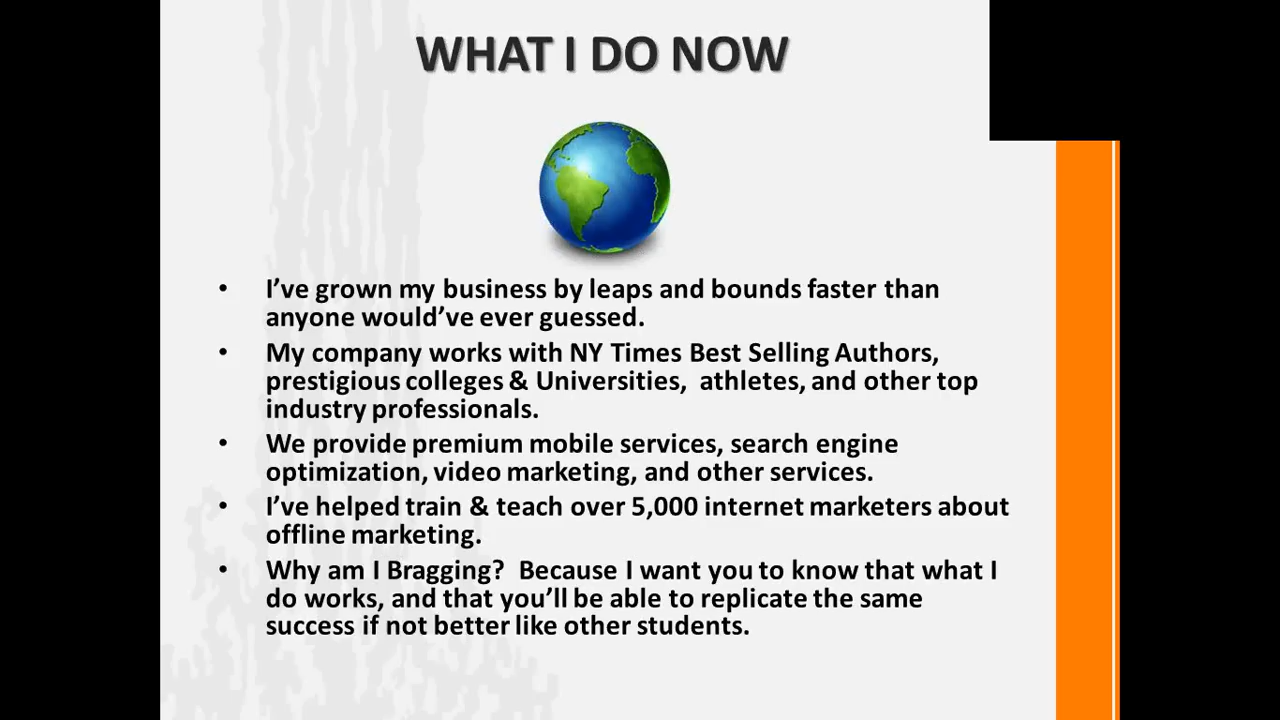 WHAT I DO NOW
• I've grown my business by leaps and bounds faster than
anyone would've ever guessed.
• My company works with NY Times Best Selling Authors,
prestigious colleges & Universities,  athletes, and other top
industry professionals.
• We provide premium mobile services, search engine
optimization, video marketing, and other services.
• I've helped train & teach over 5,000 internet marketers about
offline marketing.
• Why am I Bragging?  Because I want you to know that what I
do works, and that you'll be able to replicate the same
success if not better like other students.